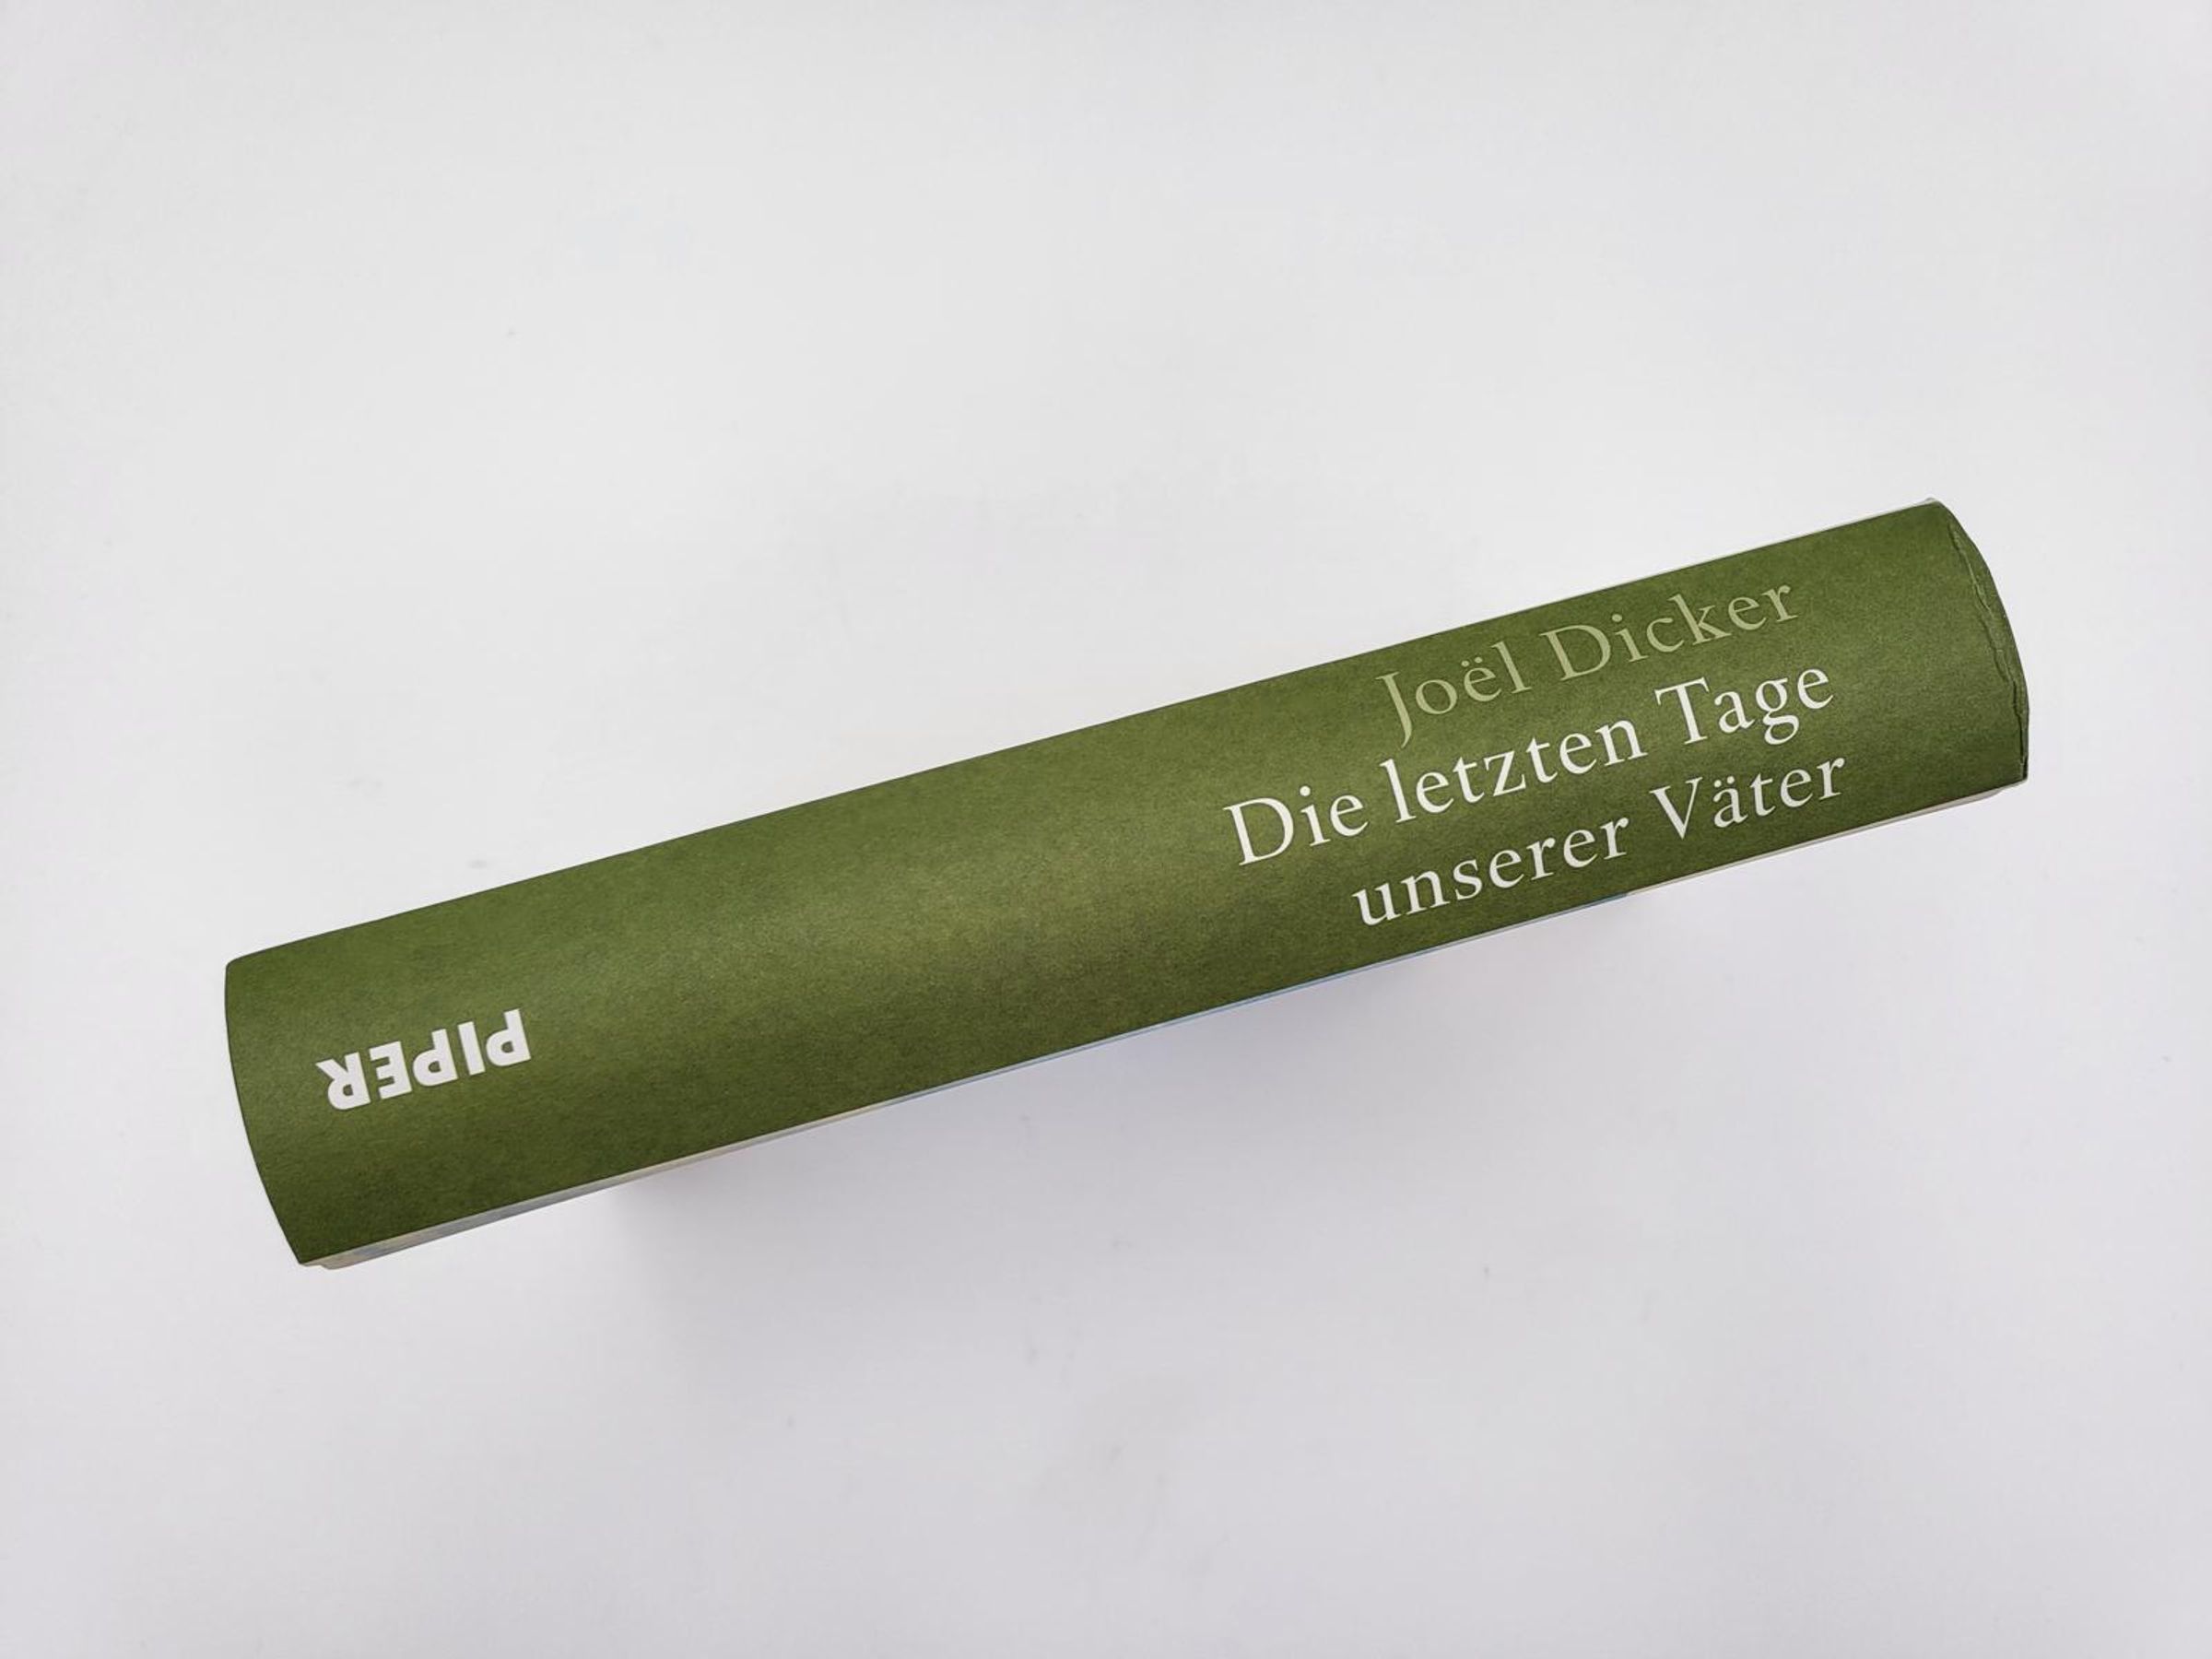 Joël Dicker
Die letzten Tage
unserer Väter
PIPER